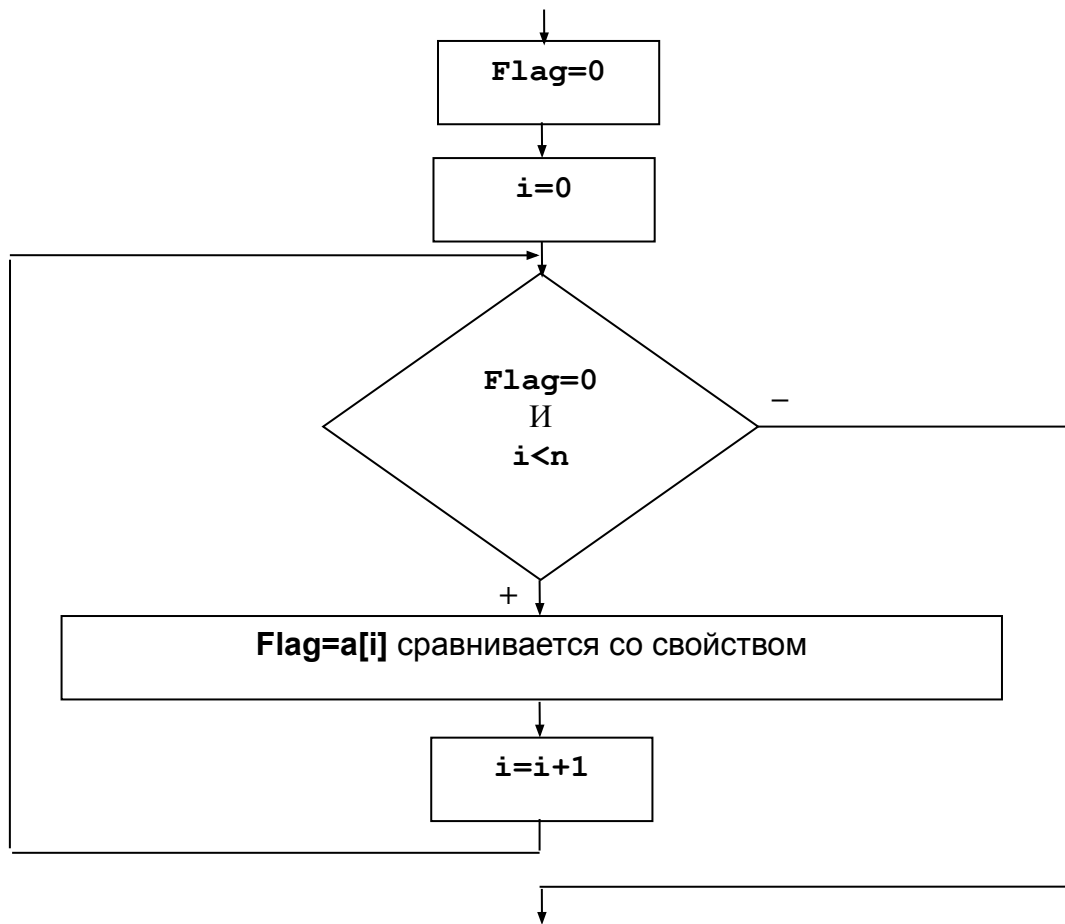 Flag=0
i=0
Flag=0
И
i<n
–
+
Flag=a[i] сравнивается со свойством
i=i+1